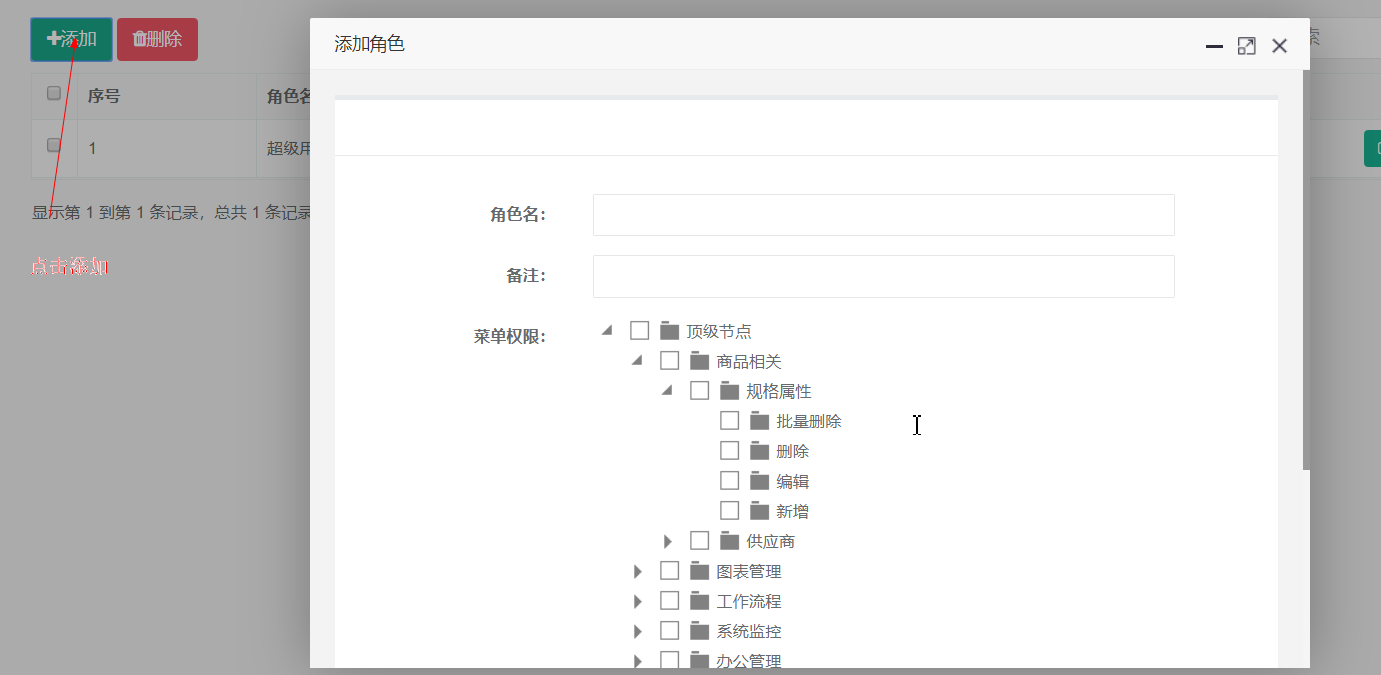 添加 删除
添加角色
索
序号 角色名
1 超级用
显示第 1 到第 1 条记录，总共 1 条记录
点击添加
角色名：
备注：
菜单权限：
顶级节点
商品相关
规格属性
批量删除
删除
编辑
新增
供应商
图表管理
工作流程
系统监控
办公管理